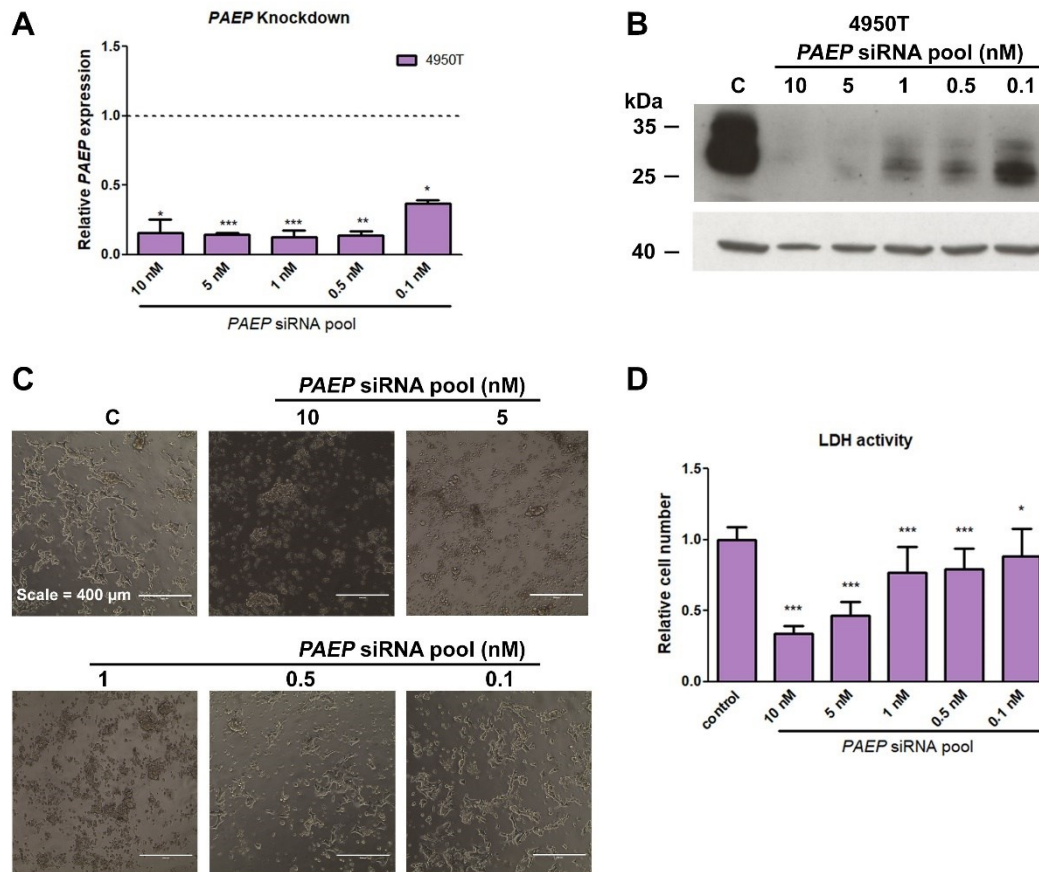 A
PAEP Knockdown
4950T
Relative PAEP expression
1.5
1.0
0.5
0.0
*
***
***
**
*
10 nM
5 nM
1 nM
0.5 nM
0.1 nM
PAEP siRNA pool
B
4950T
PAEP siRNA pool (nM)
C 10 5 1 0.5 0.1
kDa
35
25
40
C
PAEP siRNA pool (nM)
C 10 5
Scale = 400 µm
PAEP siRNA pool (nM)
1 0.5 0.1
D
LDH activity
Relative cell number
1.5
1.0
0.5
0.0
***
***
***
***
*
control
10 nM
5 nM
1 nM
0.5 nM
0.1 nM
PAEP siRNA pool